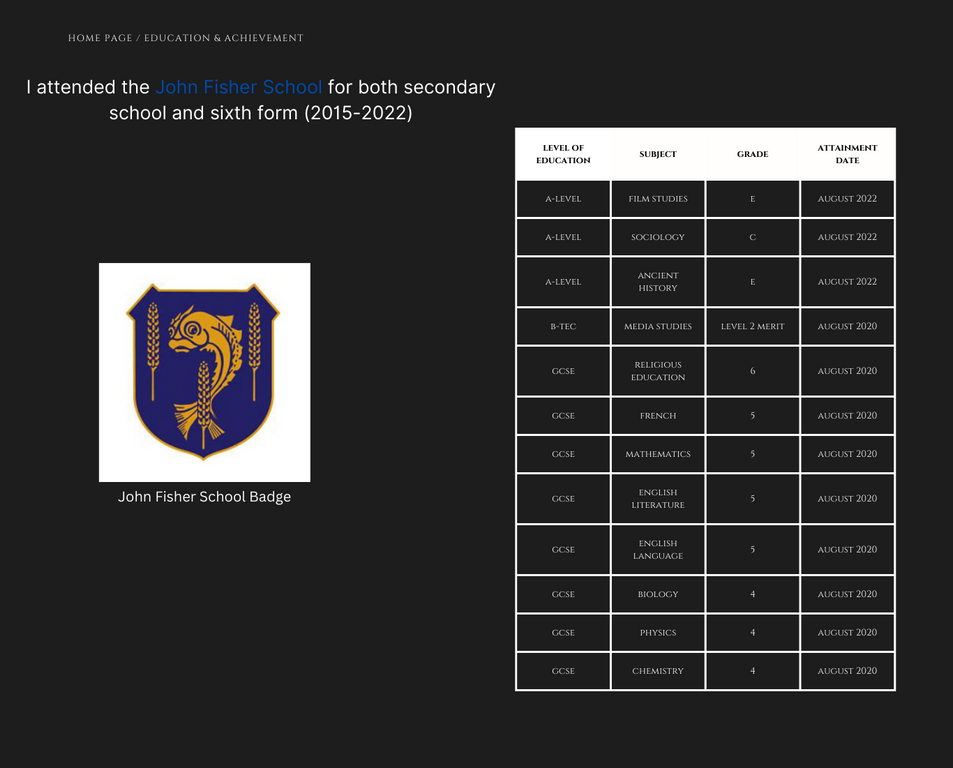 HOME PAGE / EDUCATION & ACHIEVEMENT
I attended the John Fisher School for both secondary
school and sixth form (2015-2022)
John Fisher School Badge
LEVEL OF EDUCATION SUBJECT GRADE ATTAINMENT DATE
A-LEVEL FILM STUDIES E AUGUST 2022
A-LEVEL SOCIOLOGY C AUGUST 2022
A-LEVEL ANCIENT HISTORY E AUGUST 2022
B-TEC MEDIA STUDIES LEVEL 2 MERIT AUGUST 2020
GCSE RELIGIOUS EDUCATION 6 AUGUST 2020
GCSE FRENCH 5 AUGUST 2020
GCSE MATHEMATICS 5 AUGUST 2020
GCSE ENGLISH LITERATURE 5 AUGUST 2020
GCSE ENGLISH LANGUAGE 5 AUGUST 2020
GCSE BIOLOGY 4 AUGUST 2020
GCSE PHYSICS 4 AUGUST 2020
GCSE CHEMISTRY 4 AUGUST 2020